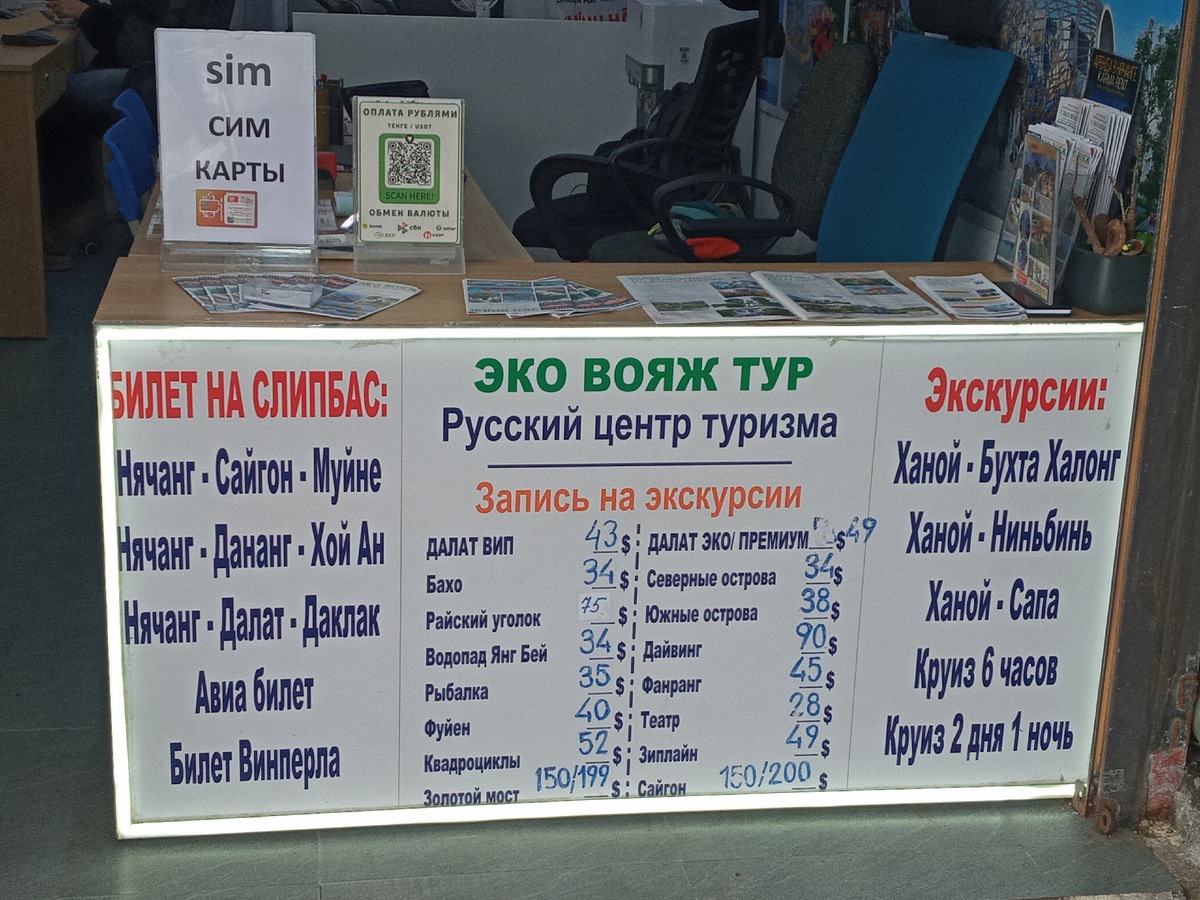 sim
СИМ
КАРТЫ
ОПЛАТА РУБЛЯМИ
ТЕНГЕ / USDT
SCAN HERE!
ОБМЕН ВАЛЮТЫ
сбп
ЭКО ВОЯЖ
БИЛЕТ НА СЛИПБАС:
Нячанг - Сайгон - Муйне
Нячанг - Дананг - Хой Ан
Нячанг - Далат - Даклак
Авиа билет
Билет Винперла
ЭКО ВОЯЖ ТУР
Русский центр туризма
Запись на экскурсии
ДАЛАТ ВИП 43 $
Бахо 34 $
Райский уголок 75 $
Водопад Янг Бей 34 $
Рыбалка 35 $
Фуйен 40 $
Квадроциклы 52 $
Золотой мост 150/199 $
ДАЛАТ ЭКО/ ПРЕМИУМ $ 49
Северные острова 34 $
Южные острова 38 $
Дайвинг 90 $
Фанранг 45 $
Театр 28 $
Зиплайн 49 $
Сайгон 150/200 $
Экскурсии:
Ханой - Бухта Халонг
Ханой - Ниньбинь
Ханой - Сапа
Круиз 6 часов
Круиз 2 дня 1 ночь